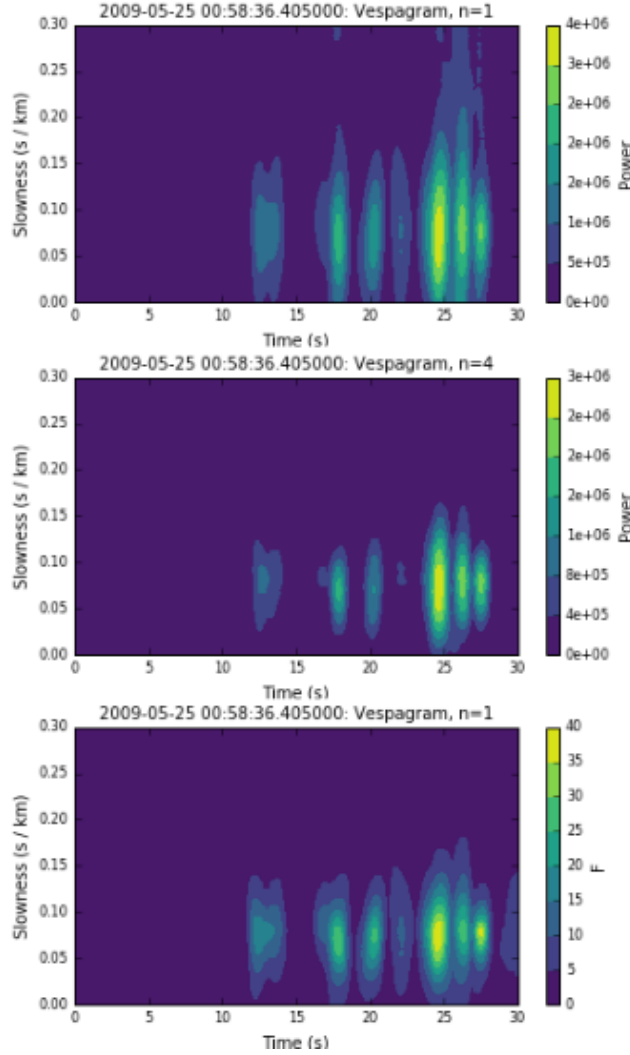 2009-05-25 00:58:36.405000: Vespagram, n=1
0.30
0.25
0.20
0.15
0.10
0.05
0.00
Slowness (s / km)
0 5 10 15 20 25 30
Time (s)
4e+06
3e+06
2e+06
2e+06
2e+06
1e+06
5e+05
0e+00
Power
2009-05-25 00:58:36.405000: Vespagram, n=4
0.30
0.25
0.20
0.15
0.10
0.05
0.00
Slowness (s / km)
0 5 10 15 20 25 30
Time (s)
3e+06
2e+06
2e+06
2e+06
1e+06
8e+05
4e+05
0e+00
Power
2009-05-25 00:58:36.405000: Vespagram, n=1
0.30
0.25
0.20
0.15
0.10
0.05
0.00
Slowness (s / km)
0 5 10 15 20 25 30
Time (s)
40
35
30
25
20
15
10
5
0
F